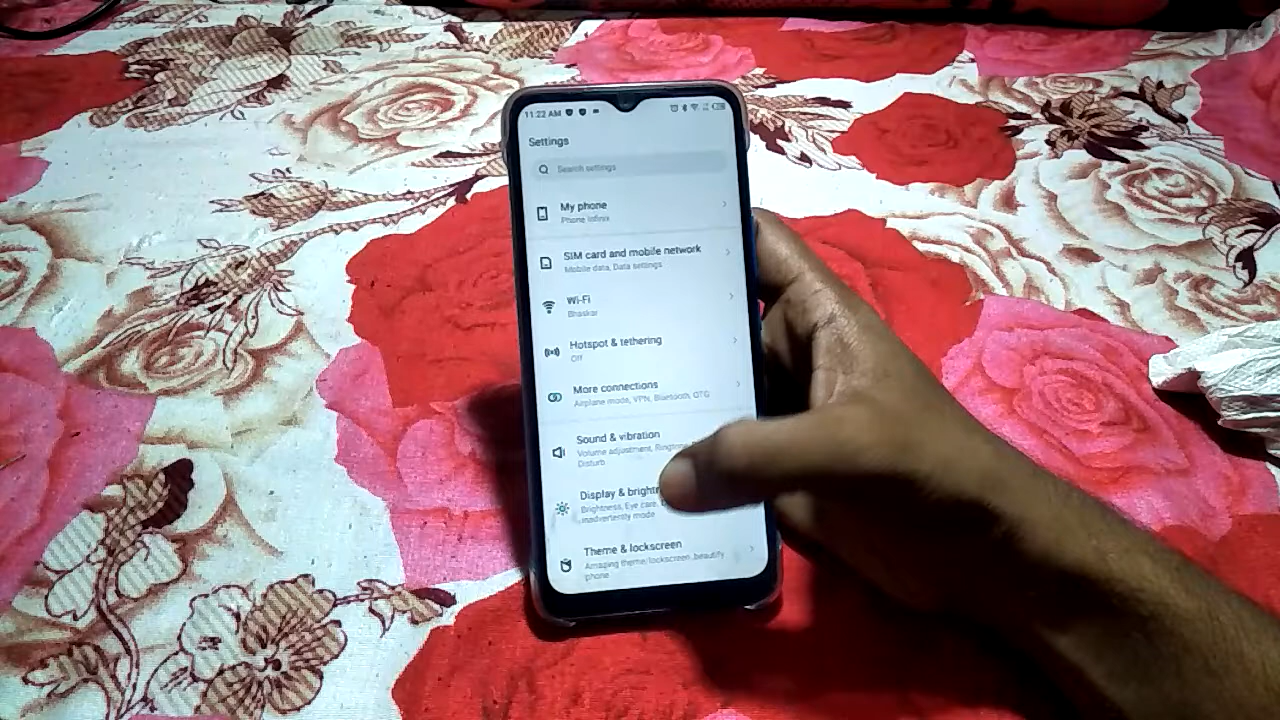 11:22 AM
Settings
Search settings
My phone
Phone Infinix
SIM card and mobile network
Mobile data, Data settings
Wi-Fi
Bhaskar
Hotspot & tethering
Off
More connections
Airplane mode, VPN, Bluetooth, OTG
Sound & vibration
Volume adjustment, Ringtone
Disturb
Display &
Brightness, Eye care,
inadvertently mode
Theme & lockscreen
Amazing theme/lockscreen ,beautify
phone